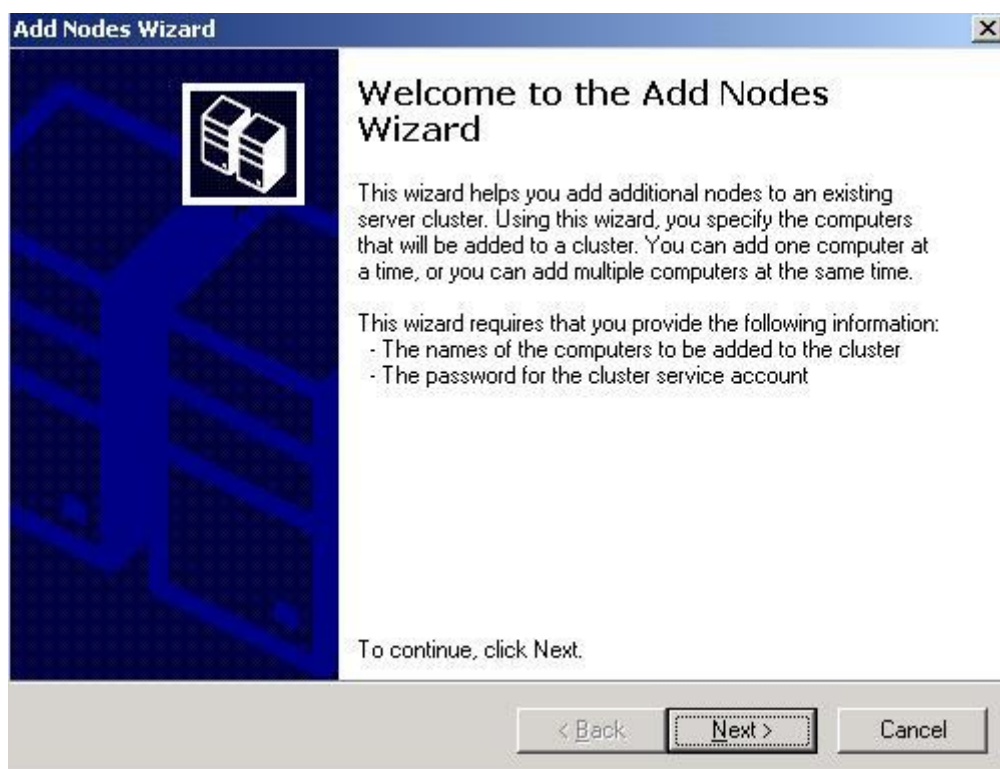 Add Nodes Wizard
Welcome to the Add Nodes
Wizard
This wizard helps you add additional nodes to an existing
server cluster. Using this wizard, you specify the computers
that will be added to a cluster. You can add one computer at
a time, or you can add multiple computers at the same time.
This wizard requires that you provide the following information:
- The names of the computers to be added to the cluster
- The password for the cluster service account
To continue, click Next.
< Back Next > Cancel